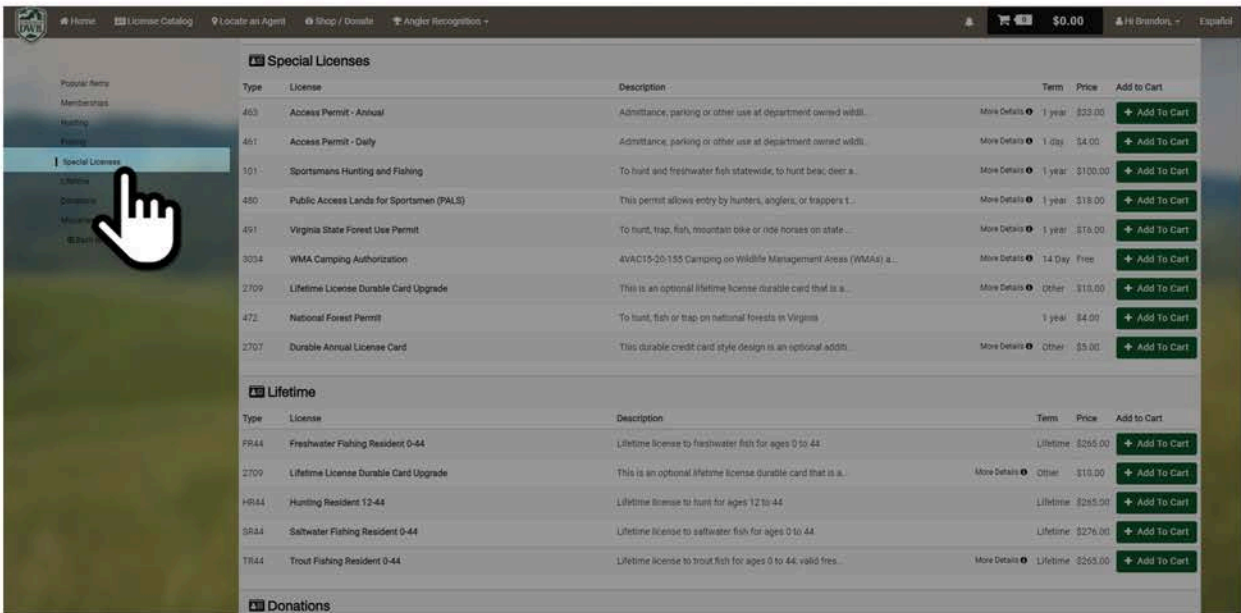 DWR Home License Catalog Locate an Agent Shop / Donate Angler Recognition 0 $0.00 Hi Brandon, Español
Popular Items
Memberships
Hunting
Fishing
Special Licenses
Lifetime
Donations
Special Licenses
Type License Description Term Price Add to Cart
463 Access Permit - Annual Admittance, parking or other use at department owned wildli... More Details 1 year $23.00 + Add To Cart
461 Access Permit - Daily Admittance, parking or other use at department owned wildli... More Details 1 day $4.00 + Add To Cart
101 Sportsmans Hunting and Fishing To hunt and freshwater fish statewide, to hunt bear, deer a... More Details 1 year $100.00 + Add To Cart
480 Public Access Lands for Sportsmen (PALS) This permit allows entry by hunters, anglers, or trappers t... More Details 1 year $18.00 + Add To Cart
491 Virginia State Forest Use Permit To hunt, trap, fish, mountain bike or ride horses on state ... More Details 1 year $16.00 + Add To Cart
3034 WMA Camping Authorization 4VAC15-20-155 Camping on Wildlife Management Areas (WMAs) a... More Details 14 Day Free + Add To Cart
2709 Lifetime License Durable Card Upgrade This is an optional lifetime license durable card that is a... More Details Other $10.00 + Add To Cart
472 National Forest Permit To hunt, fish or trap on national forests in Virginia 1 year $4.00 + Add To Cart
2707 Durable Annual License Card This durable credit card style design is an optional additi... More Details Other $5.00 + Add To Cart
Lifetime
Type License Description Term Price Add to Cart
FR44 Freshwater Fishing Resident 0-44 Lifetime license to freshwater fish for ages 0 to 44 Lifetime $265.00 + Add To Cart
2709 Lifetime License Durable Card Upgrade This is an optional lifetime license durable card that is a... More Details Other $10.00 + Add To Cart
HR44 Hunting Resident 12-44 Lifetime license to hunt for ages 12 to 44 Lifetime $265.00 + Add To Cart
SR44 Saltwater Fishing Resident 0-44 Lifetime license to saltwater fish for ages 0 to 44 Lifetime $276.00 + Add To Cart
TR44 Trout Fishing Resident 0-44 Lifetime license to trout fish for ages 0 to 44: valid fres... More Details Lifetime $265.00 + Add To Cart
Donations